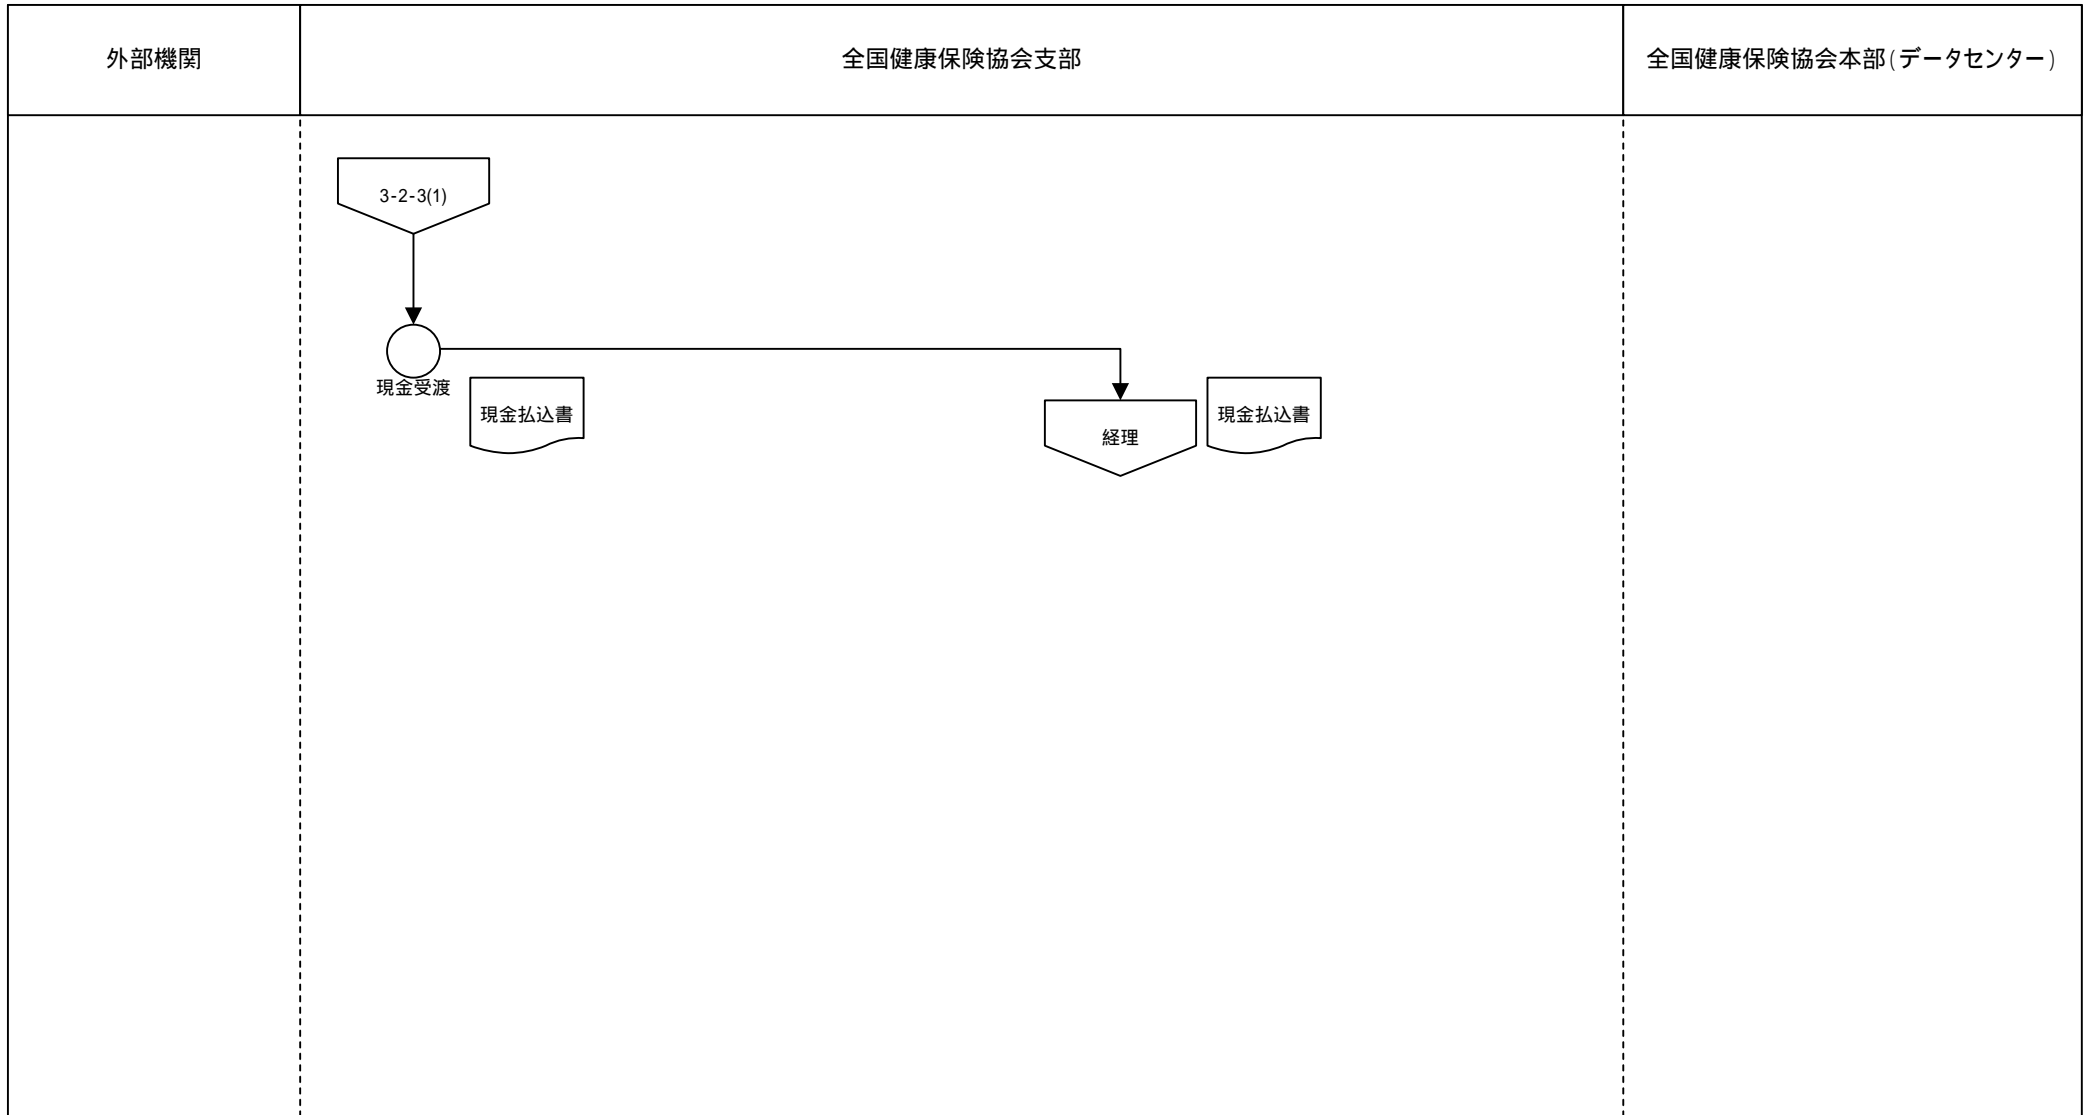 外部機関
全国健康保険協会支部
全国健康保険協会本部(データセンター)
3-2-3(1)
現金受渡
現金払込書
経理
現金払込書